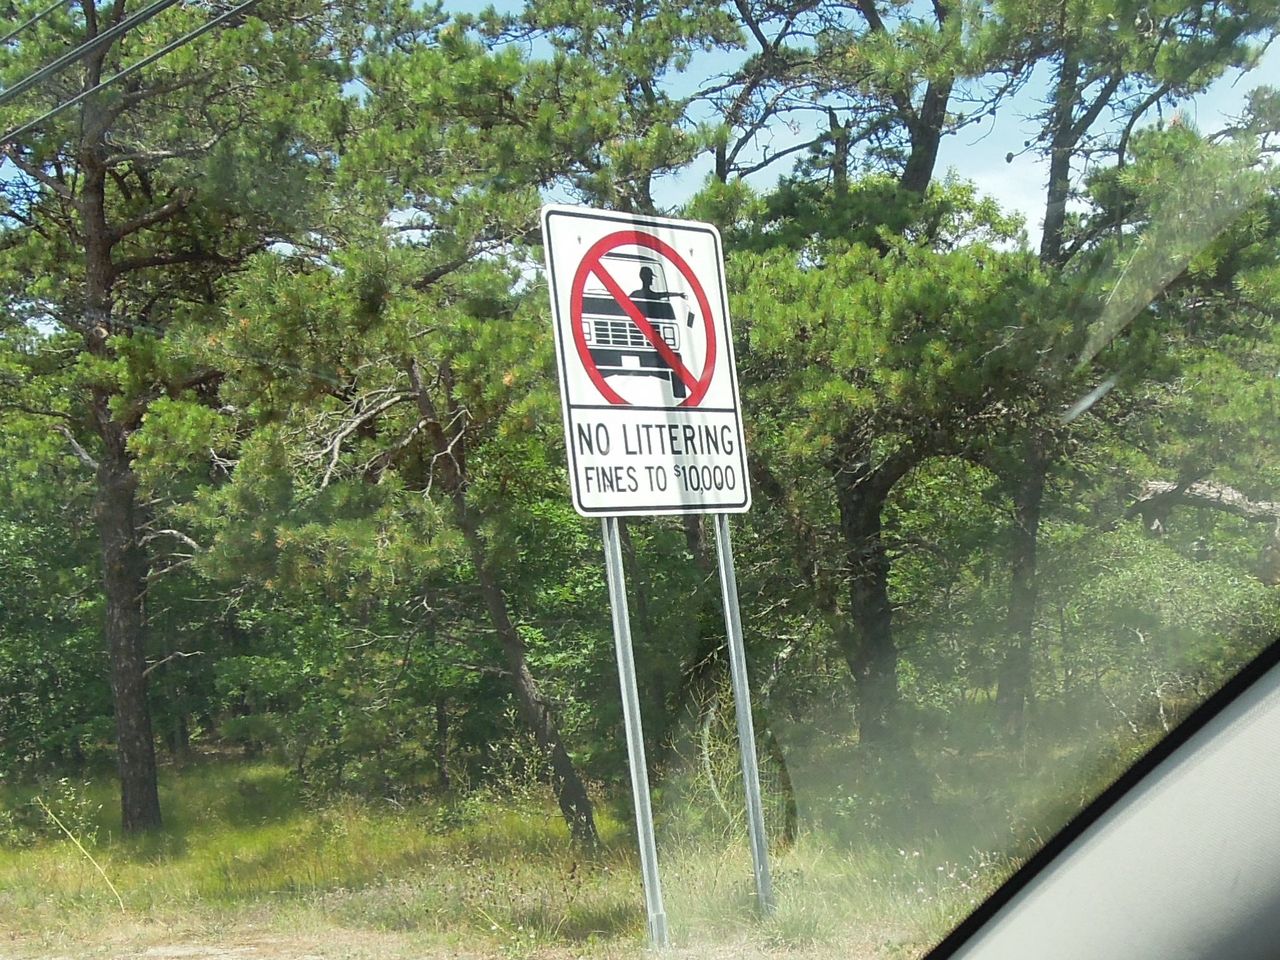 NO LITTERING
FINES TO $10,000